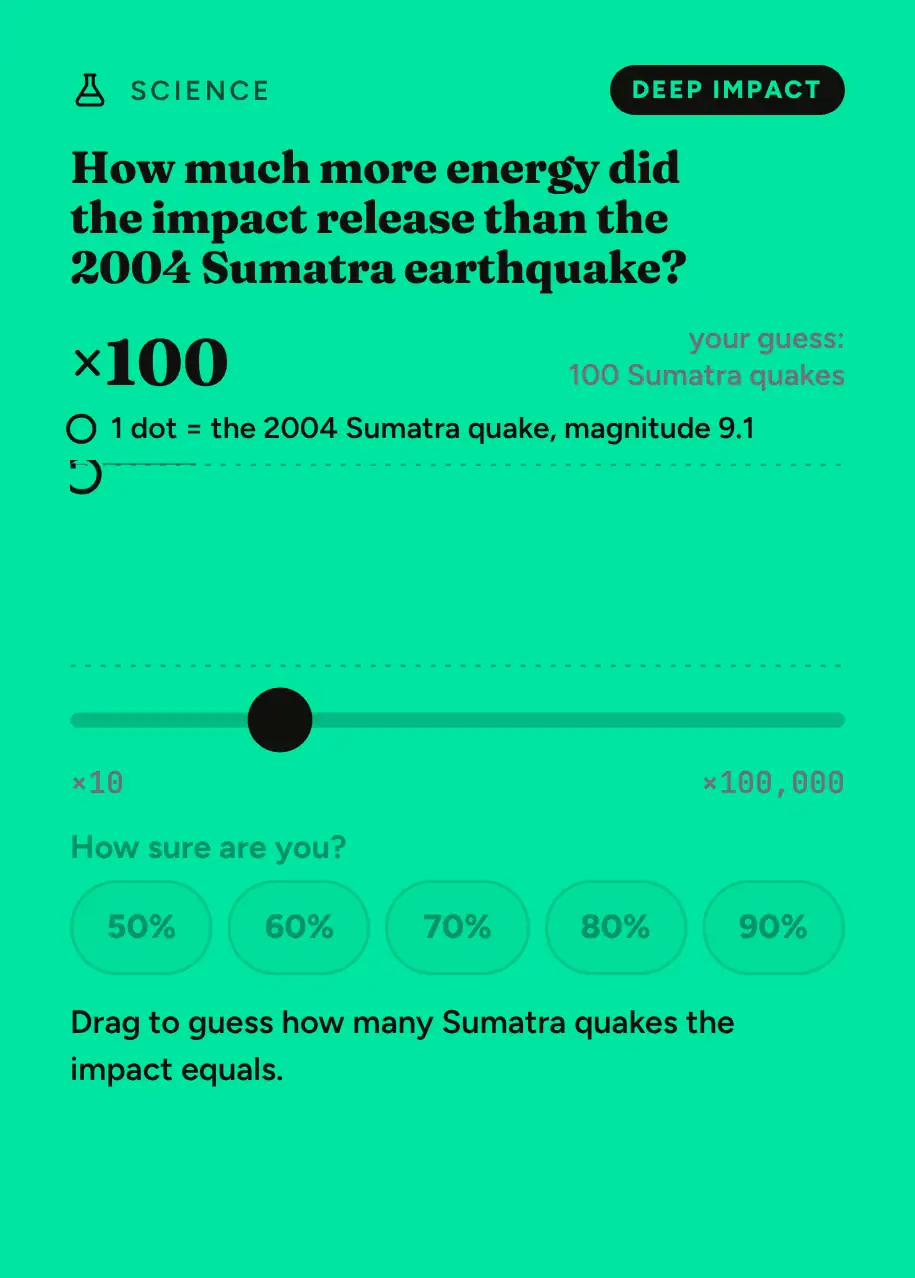 SCIENCE
DEEP IMPACT
How much more energy did
the impact release than the
2004 Sumatra earthquake?
×100
your guess:
100 Sumatra quakes
1 dot = the 2004 Sumatra quake, magnitude 9.1
×10
×100,000
How sure are you?
50%
60%
70%
80%
90%
Drag to guess how many Sumatra quakes the
impact equals.